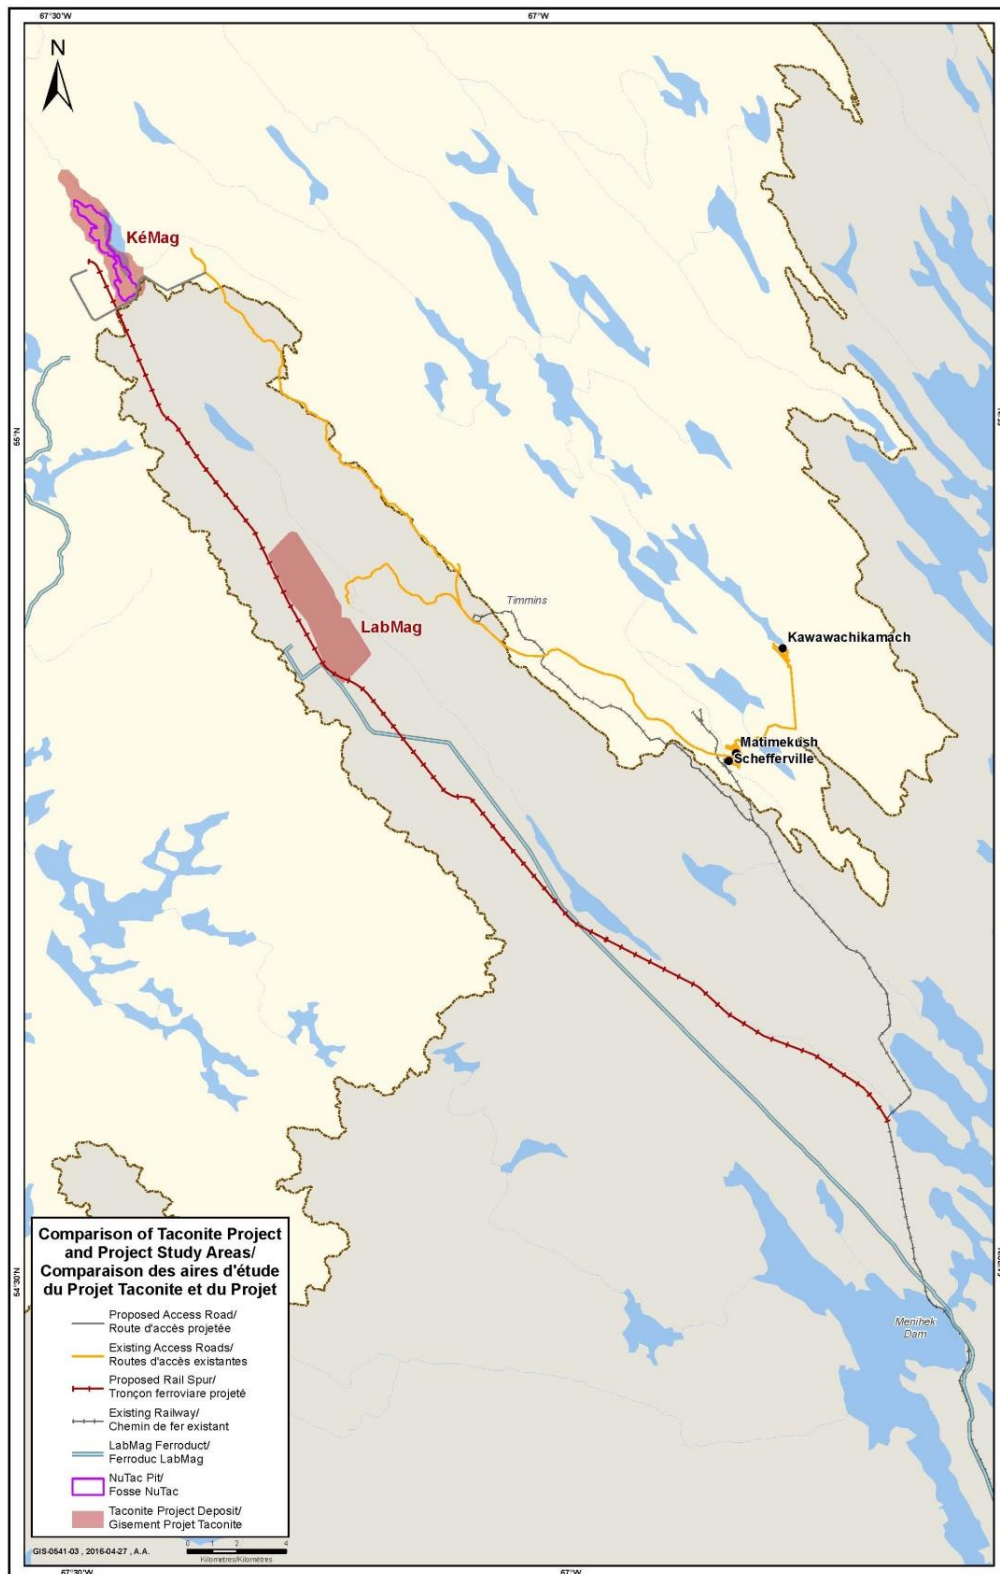 67°30'W
67°W
N
KéMag
55°N
55°N
Timmins
LabMag
Kawawachikamach
Matimekush
Schefferville
54°30'N
54°30'N
Menihek
Dam
Comparison of Taconite Project
and Project Study Areas/
Comparaison des aires d'étude
du Projet Taconite et du Projet
Proposed Access Road/
Route d'accès projetée
Existing Access Roads/
Routes d'accès existantes
Proposed Rail Spur/
Tronçon ferroviare projeté
Existing Railway/
Chemin de fer existant
LabMag Ferroduct/
Ferroduc LabMag
NuTac Pit/
Fosse NuTac
Taconite Project Deposit/
Gisement Projet Taconite
GIS-0541-03 , 2016-04-27 , A.A.
0 1 2 4
Kilometres/Kilomètres
67°30'W
67°W